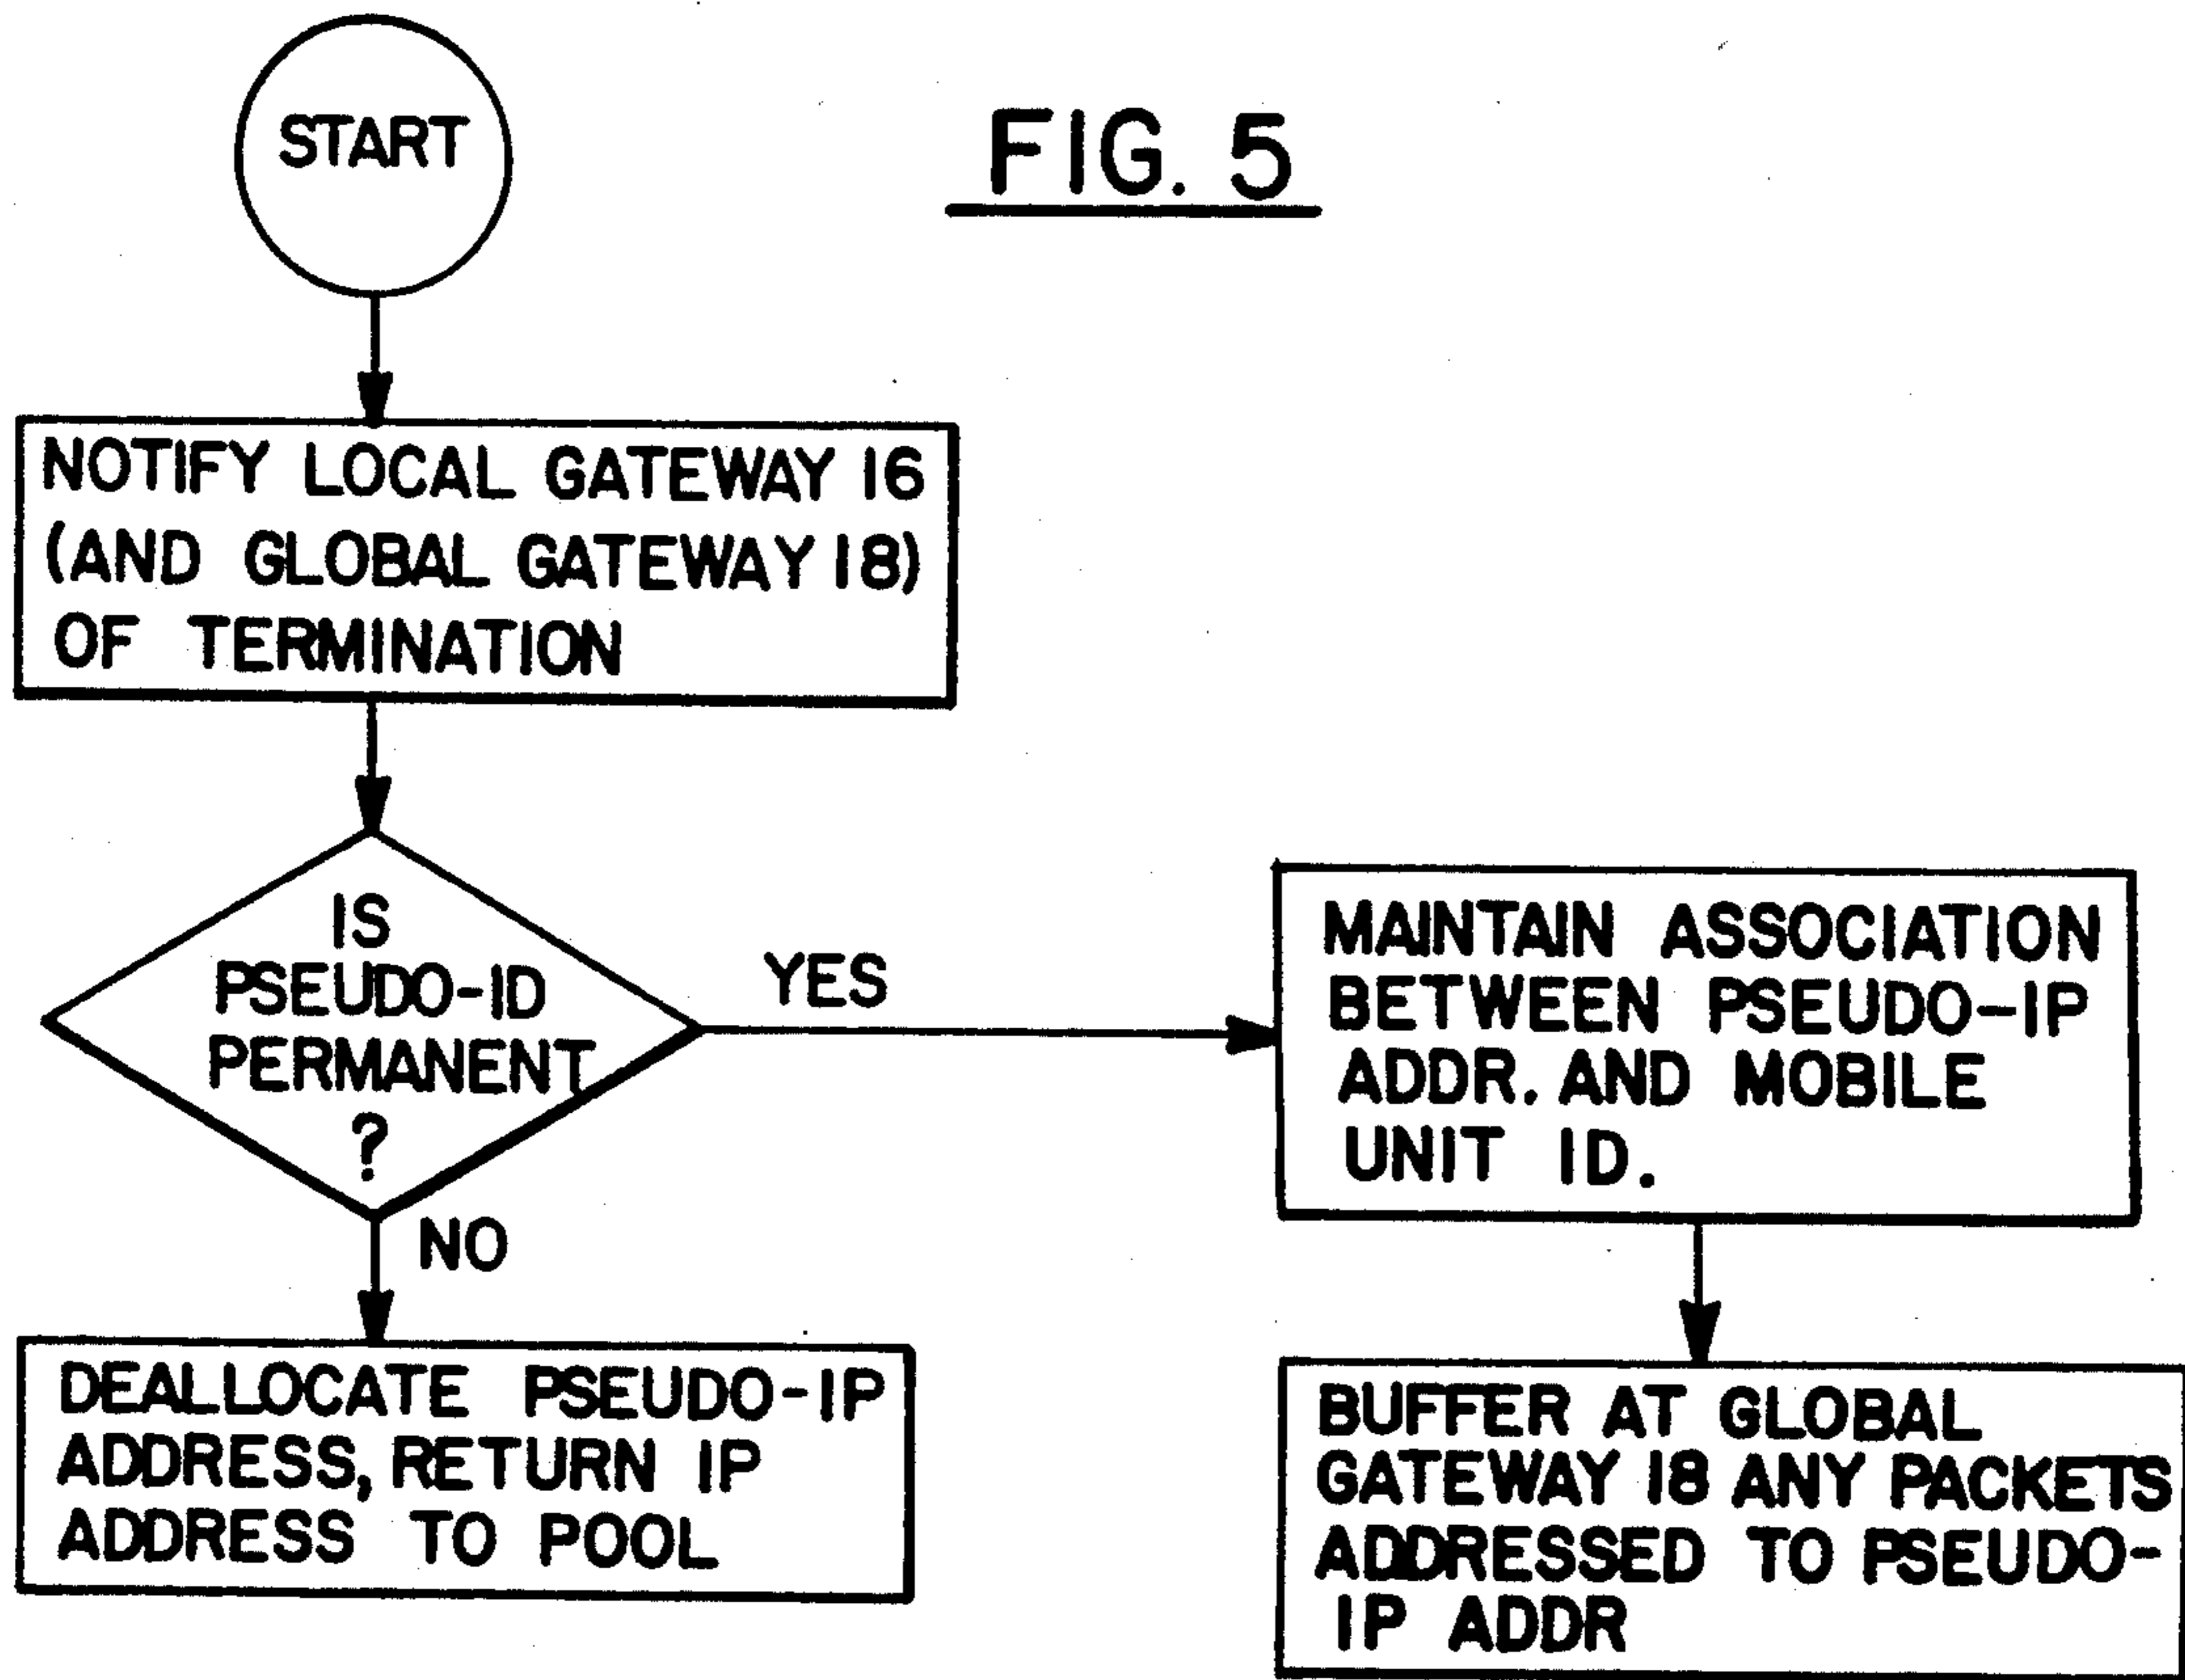 START
FIG. 5
NOTIFY LOCAL GATEWAY 16
(AND GLOBAL GATEWAY 18)
OF TERMINATION
IS
PSEUDO-ID
PERMANENT
?
YES
NO
MAINTAIN ASSOCIATION
BETWEEN PSEUDO-IP
ADDR. AND MOBILE
UNIT ID.
DEALLOCATE PSEUDO-IP
ADDRESS, RETURN IP
ADDRESS TO POOL
BUFFER AT GLOBAL
GATEWAY 18 ANY PACKETS
ADDRESSED TO PSEUDO-
IP ADDR